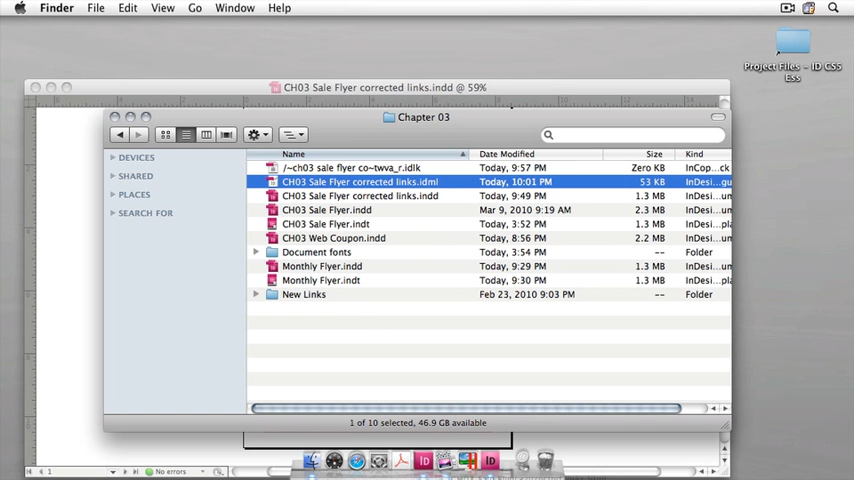 Finder File Edit View Go Window Help
Project Files - ID CS5
Ess
CH03 Sale Flyer corrected links.indd @ 59%
Chapter 03
Name Date Modified Size Kind
DEVICES
SHARED
PLACES
SEARCH FOR
/~ch03 sale flyer co~twva_r.idlk Today, 9:57 PM Zero KB InCop...ck
CH03 Sale Flyer corrected links.idml Today, 10:01 PM 53 KB InDesi...gu
CH03 Sale Flyer corrected links.indd Today, 9:49 PM 1.3 MB InDesi...um
CH03 Sale Flyer.indd Mar 9, 2010 9:19 AM 2.3 MB InDesi...um
CH03 Sale Flyer.indt Today, 3:52 PM 1.3 MB InDesi...pla
CH03 Web Coupon.indd Today, 8:56 PM 2.2 MB InDesi...um
Document fonts Today, 3:54 PM -- Folder
Monthly Flyer.indd Today, 9:29 PM 1.3 MB InDesi...um
Monthly Flyer.indt Today, 9:30 PM 1.3 MB InDesi...pla
New Links Feb 23, 2010 9:03 PM -- Folder
1 of 10 selected, 46.9 GB available
1 No errors
ID ID